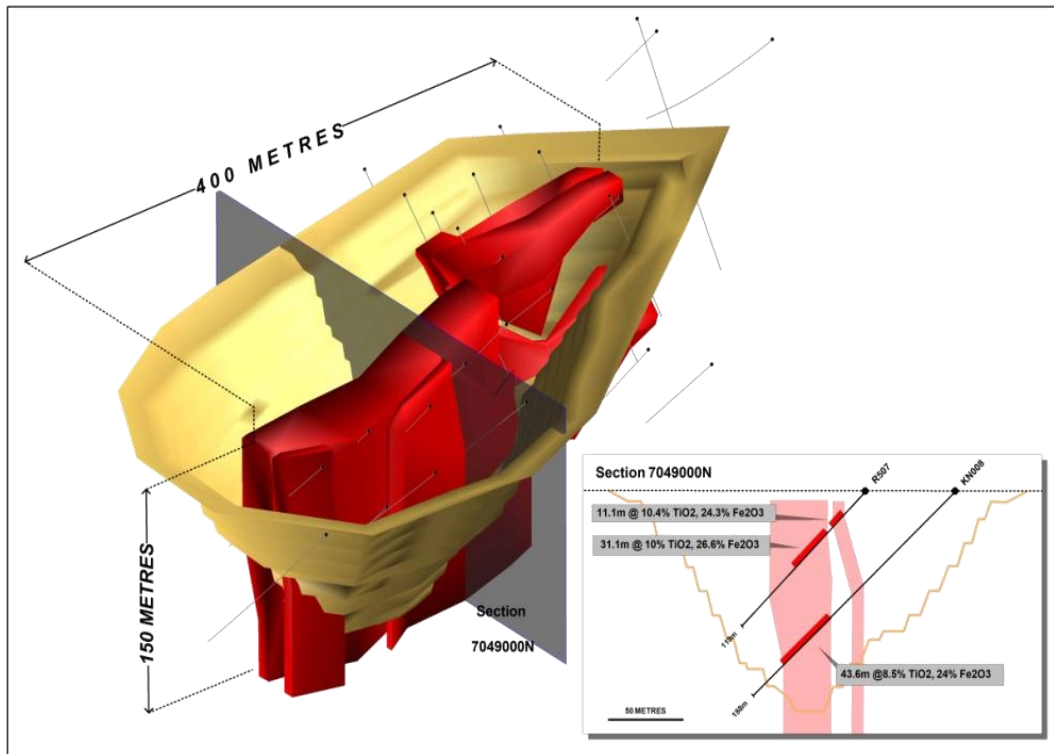 400 METRES
150 METRES
Section
7049000N
Section 7049000N
R507
KN008
11.1m @ 10.4% TiO2, 24.3% Fe2O3
31.1m @ 10% TiO2, 26.6% Fe2O3
43.6m @8.5% TiO2, 24% Fe2O3
50 METRES